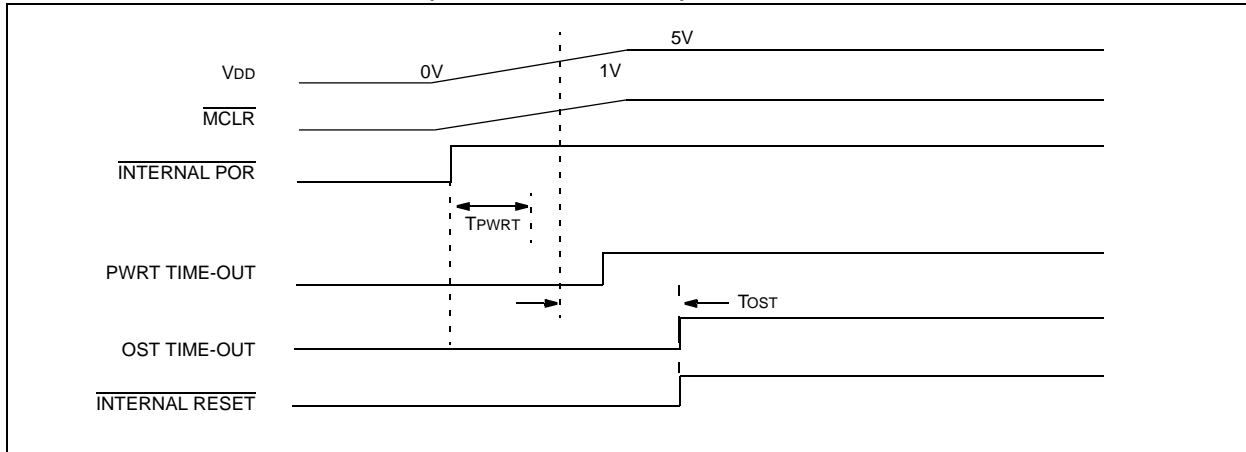 5V
VDD
0V
1V
MCLR
INTERNAL POR
TPWRT
PWRT TIME-OUT
TOST
OST TIME-OUT
INTERNAL RESET